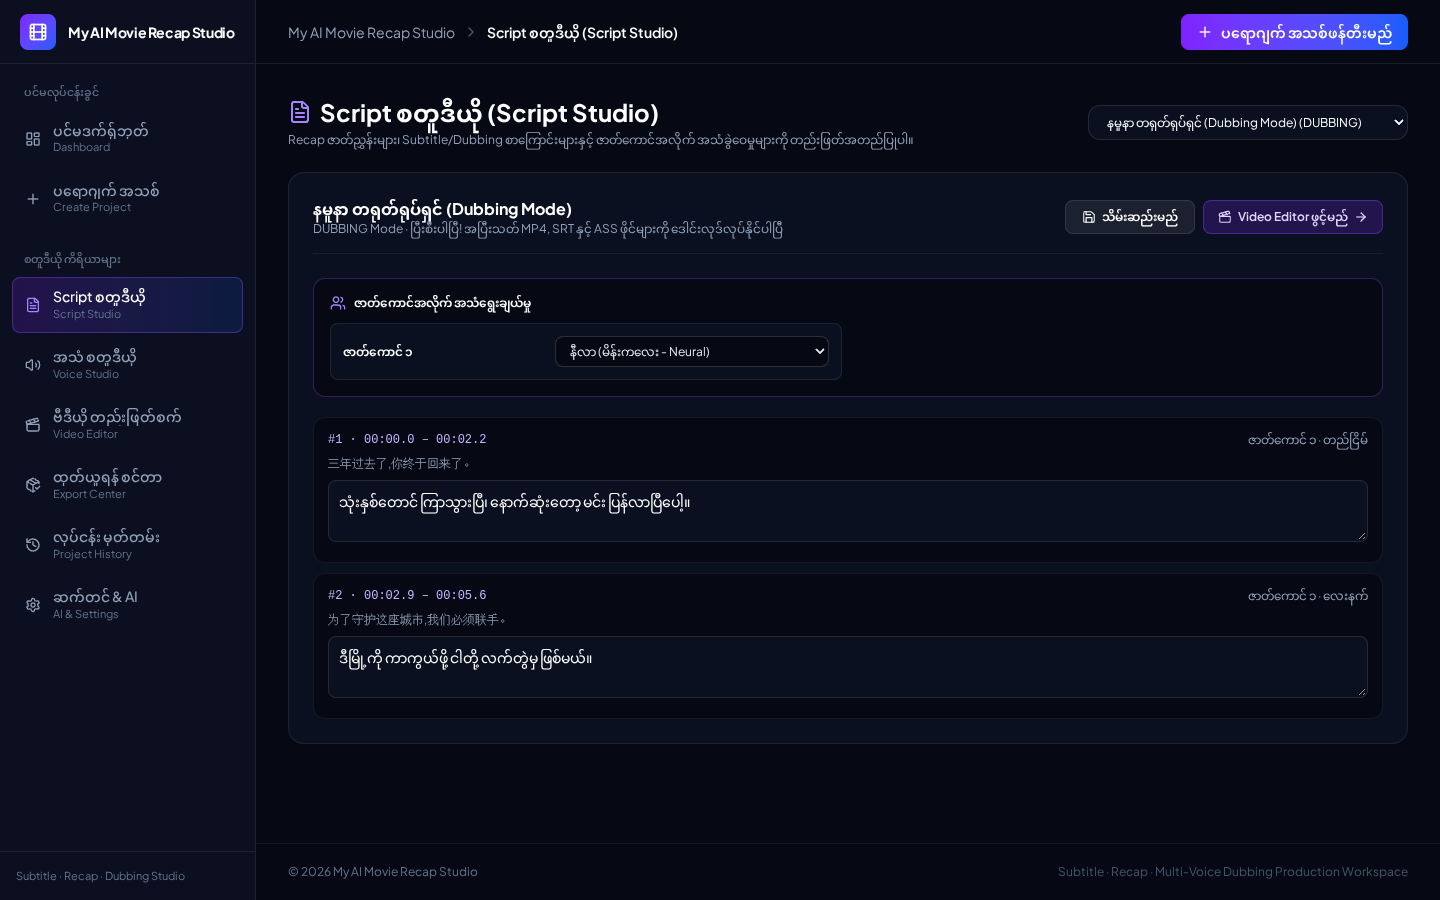 My AI Movie Recap Studio
My AI Movie Recap Studio
Script စတူဒီယို (Script Studio)
ပရောဂျက် အသစ်ဖန်တီးမည်
ပင်မလုပ်ငန်းခွင်
ပင်မဒက်ရှ်ဘုတ်
Dashboard
ပရောဂျက် အသစ်
Create Project
စတူဒီယို ကိရိယာများ
Script စတူဒီယို
Script Studio
အသံ စတူဒီယို
Voice Studio
ဗီဒီယို တည်းဖြတ်စက်
Video Editor
ထုတ်ယူရန် စင်တာ
Export Center
လုပ်ငန်း မှတ်တမ်း
Project History
ဆက်တင် & AI
AI & Settings
Subtitle · Recap · Dubbing Studio
Script စတူဒီယို (Script Studio)
Recap ဇာတ်ညွှန်းများ၊ Subtitle/Dubbing စာကြောင်းများနှင့် ဇာတ်ကောင်အလိုက် အသံခွဲဝေမှုများကို တည်းဖြတ်အတည်ပြုပါ။
နမူနာ တရုတ်ရုပ်ရှင် (Dubbing Mode) (DUBBING)
နမူနာ တရုတ်ရုပ်ရှင် (Dubbing Mode)
DUBBING Mode · ပြီးစီးပါပြီ! အပြီးသတ် MP4, SRT နှင့် ASS ဖိုင်များကို ဒေါင်းလုဒ်လုပ်နိုင်ပါပြီ
သိမ်းဆည်းမည်
Video Editor ဖွင့်မည်
ဇာတ်ကောင်အလိုက် အသံရွေးချယ်မှု
ဇာတ်ကောင် ၁
နီလာ (မိန်းကလေး - Neural)
#1 · 00:00.0 – 00:02.2
ဇာတ်ကောင် ၁ · တည်ငြိမ်
三年过去了,你终于回来了。
သုံးနှစ်တောင် ကြာသွားပြီ၊ နောက်ဆုံးတော့ မင်း ပြန်လာပြီပေါ့။
#2 · 00:02.9 – 00:05.6
ဇာတ်ကောင် ၁ · လေးနက်
为了守护这座城市,我们必须联手。
ဒီမြို့ကို ကာကွယ်ဖို့ ငါတို့ လက်တွဲမှ ဖြစ်မယ်။
© 2026 My AI Movie Recap Studio
Subtitle · Recap · Multi-Voice Dubbing Production Workspace